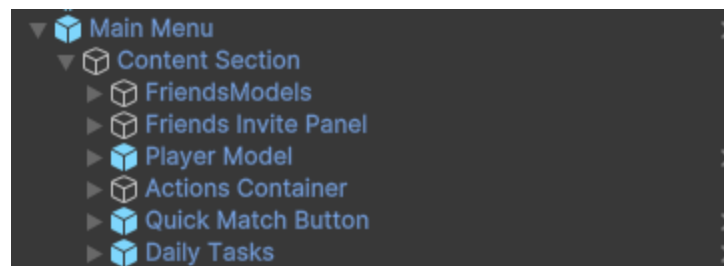 Main Menu
Content Section
FriendsModels
Friends Invite Panel
Player Model
Actions Container
Quick Match Button
Daily Tasks